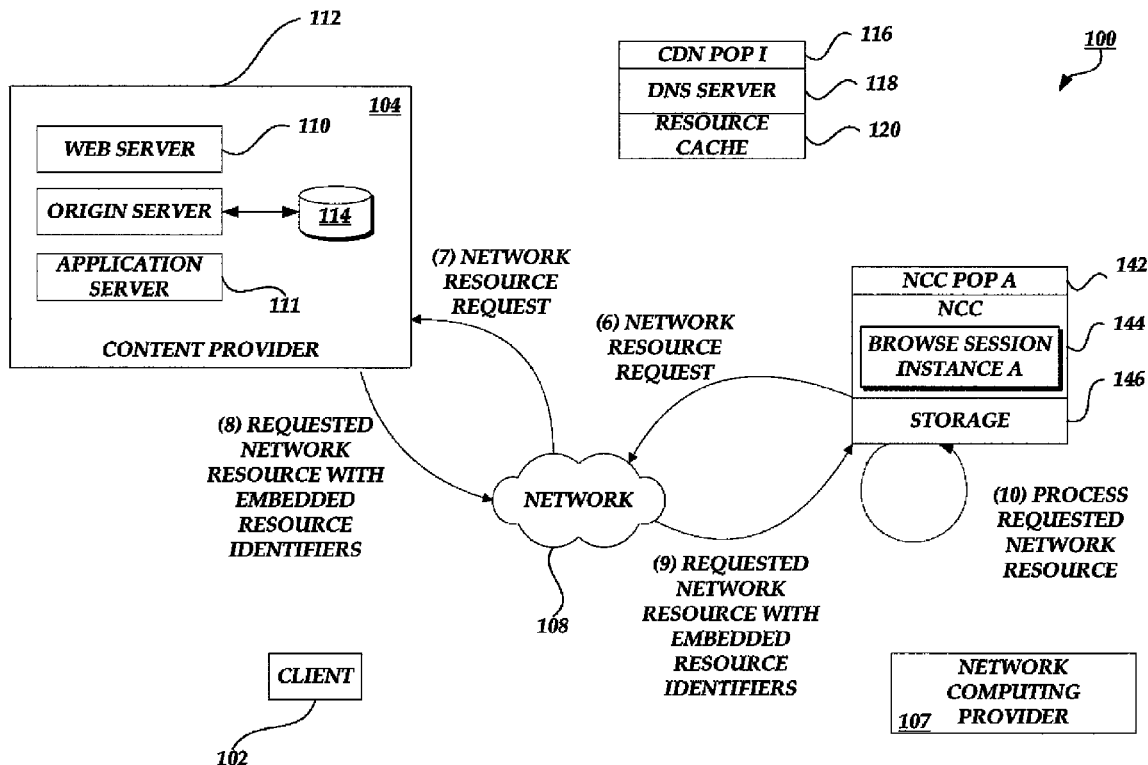 112
104
WEB SERVER
110
ORIGIN SERVER
114
APPLICATION
SERVER
111
CONTENT PROVIDER
CDN POP I
116
DNS SERVER
118
RESOURCE
CACHE
120
100
(7) NETWORK
RESOURCE
REQUEST
(6) NETWORK
RESOURCE
REQUEST
NCC POP A
142
NCC
BROWSE SESSION
INSTANCE A
144
STORAGE
146
(8) REQUESTED
NETWORK
RESOURCE WITH
EMBEDDED
RESOURCE
IDENTIFIERS
NETWORK
108
(9) REQUESTED
NETWORK
RESOURCE WITH
EMBEDDED
RESOURCE
IDENTIFIERS
(10) PROCESS
REQUESTED
NETWORK
RESOURCE
CLIENT
102
NETWORK
COMPUTING
PROVIDER
107